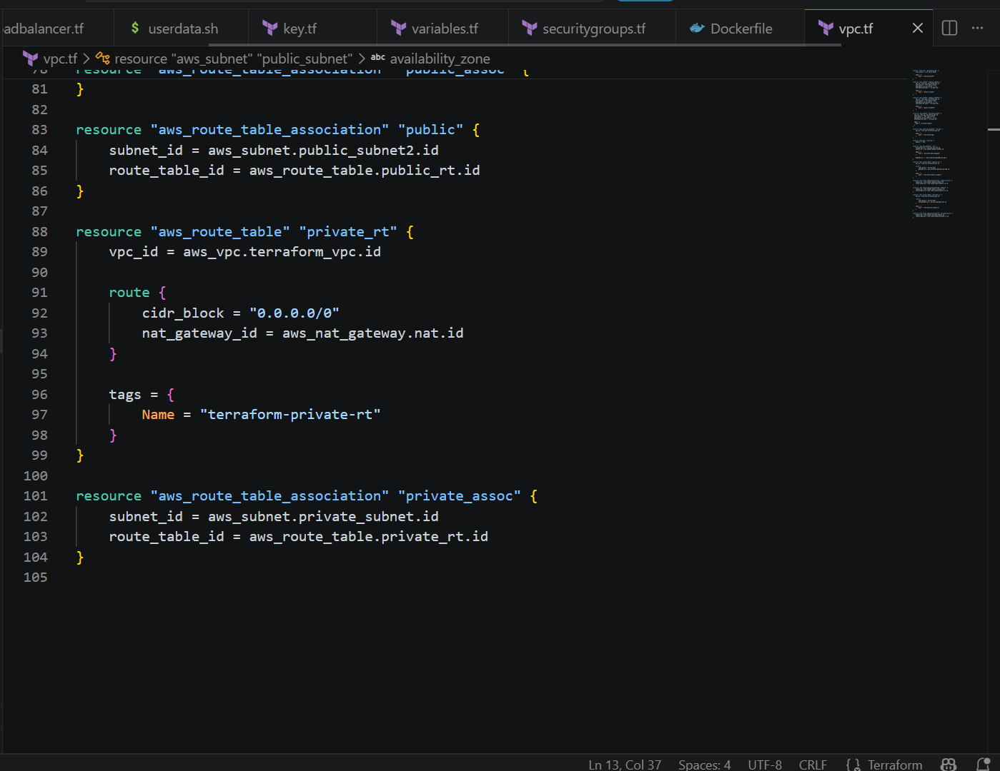 adbalancer.tf
$ userdata.sh
key.tf
variables.tf
securitygroups.tf
Dockerfile
vpc.tf
vpc.tf > resource "aws_subnet" "public_subnet" > abc availability_zone
78 resource "aws_route_table_association" "public_assoc" {
81 }
82
83 resource "aws_route_table_association" "public" {
84 subnet_id = aws_subnet.public_subnet2.id
85 route_table_id = aws_route_table.public_rt.id
86 }
87
88 resource "aws_route_table" "private_rt" {
89 vpc_id = aws_vpc.terraform_vpc.id
90
91 route {
92 cidr_block = "0.0.0.0/0"
93 nat_gateway_id = aws_nat_gateway.nat.id
94 }
95
96 tags = {
97 Name = "terraform-private-rt"
98 }
99 }
100
101 resource "aws_route_table_association" "private_assoc" {
102 subnet_id = aws_subnet.private_subnet.id
103 route_table_id = aws_route_table.private_rt.id
104 }
105
Ln 13, Col 37 Spaces: 4 UTF-8 CRLF {} Terraform